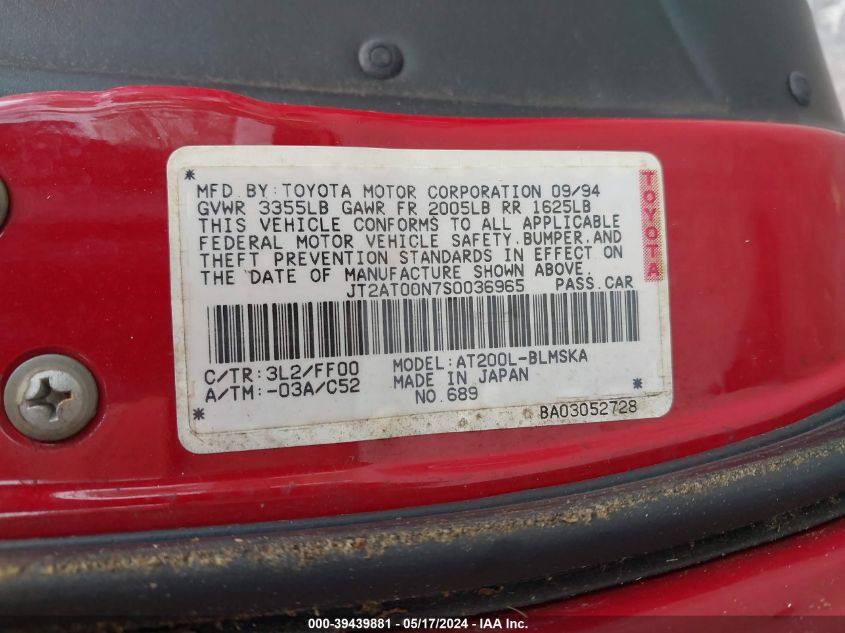 * MFD BY:TOYOTA MOTOR CORPORATION 09/94
GVWR 3355LB GAWR FR 2005LB RR 1625LB
THIS VEHICLE CONFORMS TO ALL APPLICABLE
FEDERAL MOTOR VEHICLE SAFETY.BUMPER.AND
THEFT PREVENTION STANDARDS IN EFFECT ON
THE DATE OF MANUFACTURE SHOWN ABOVE.
TOYOTA
JT2AT00N7S0036965 PASS.CAR
C/TR:3L2/FF00 MODEL:AT200L-BLMSKA *
A/TM:-03A/C52 MADE IN JAPAN
* NO.689 BA03052728
000-39439881 - 05/17/2024 - IAA Inc.